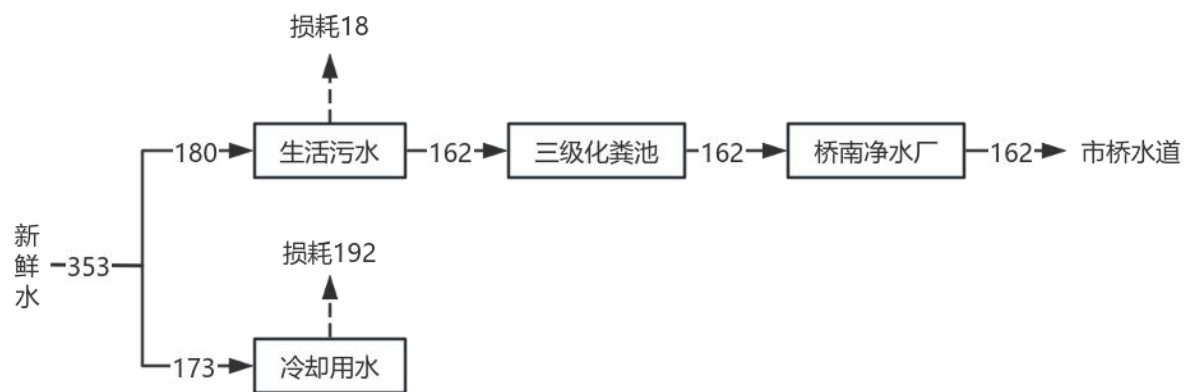 损耗18
180
生活污水
162
三级化粪池
162
桥南净水厂
162
市桥水道
新鲜水
353
损耗192
173
冷却用水